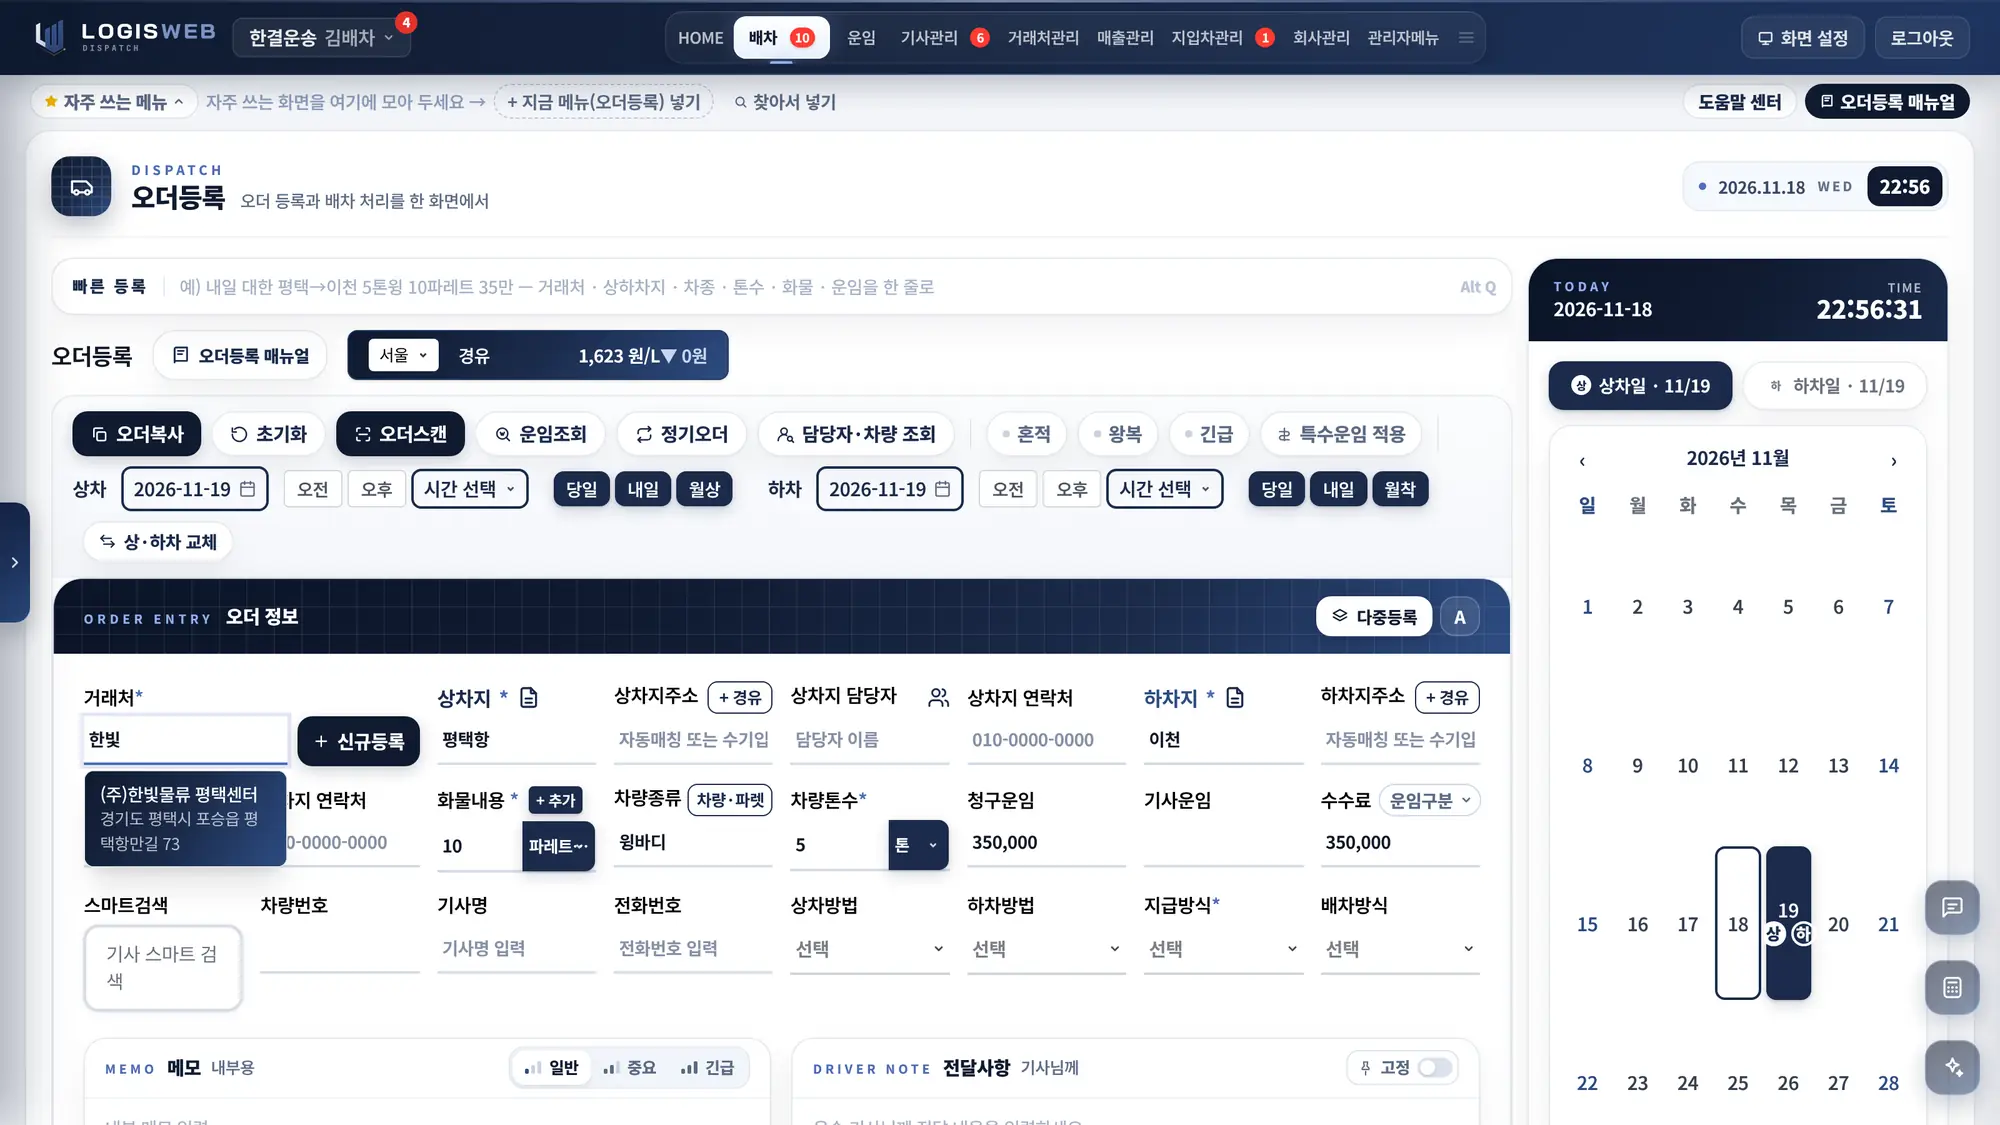 LOGISWEB
DISPATCH
한결운송 김배차
4
HOME
배차 10
운임
기사관리 6
거래처관리
매출관리
지입차관리 1
회사관리
관리자메뉴
화면 설정
로그아웃
자주 쓰는 메뉴
자주 쓰는 화면을 여기에 모아 두세요 →
+ 지금 메뉴(오더등록) 넣기
찾아서 넣기
도움말 센터
오더등록 매뉴얼
DISPATCH
오더등록 오더 등록과 배차 처리를 한 화면에서
2026.11.18 WED 22:56
빠른 등록
예) 내일 대한 평택→이천 5톤윙 10파레트 35만 — 거래처 · 상하차지 · 차종 · 톤수 · 화물 · 운임을 한 줄로
Alt Q
오더등록
오더등록 매뉴얼
서울
경유
1,623 원/L▼ 0원
오더복사
초기화
오더스캔
운임조회
정기오더
담당자·차량 조회
혼적
왕복
긴급
특수운임 적용
상차
2026-11-19
오전
오후
시간 선택
당일
내일
월상
하차
2026-11-19
오전
오후
시간 선택
당일
내일
월착
상·하차 교체
ORDER ENTRY 오더 정보
다중등록
A
거래처*
상차지 *
상차지주소
+ 경유
상차지 담당자
상차지 연락처
하차지 *
하차지주소
+ 경유
한빛
+ 신규등록
평택항
자동매칭 또는 수기입
담당자 이름
010-0000-0000
이천
자동매칭 또는 수기입
(주)한빛물류 평택센터
경기도 평택시 포승읍 평
택항만길 73
지 연락처
화물내용 *
+ 추가
차량종류
차량·파렛
차량톤수*
청구운임
기사운임
수수료
운임구분
0-0000-0000
10
파레트
윙바디
5
톤
350,000
350,000
스마트검색
차량번호
기사명
전화번호
상차방법
하차방법
지급방식*
배차방식
기사 스마트 검
색
기사명 입력
전화번호 입력
선택
선택
선택
선택
MEMO 메모 내부용
일반
중요
긴급
DRIVER NOTE 전달사항 기사님께
고정
TODAY
2026-11-18
TIME
22:56:31
상 상차일 · 11/19
하 하차일 · 11/19
‹ 2026년 11월 ›
일 월 화 수 목 금 토
1 2 3 4 5 6 7
8 9 10 11 12 13 14
15 16 17 18 19 20 21
상 하
22 23 24 25 26 27 28